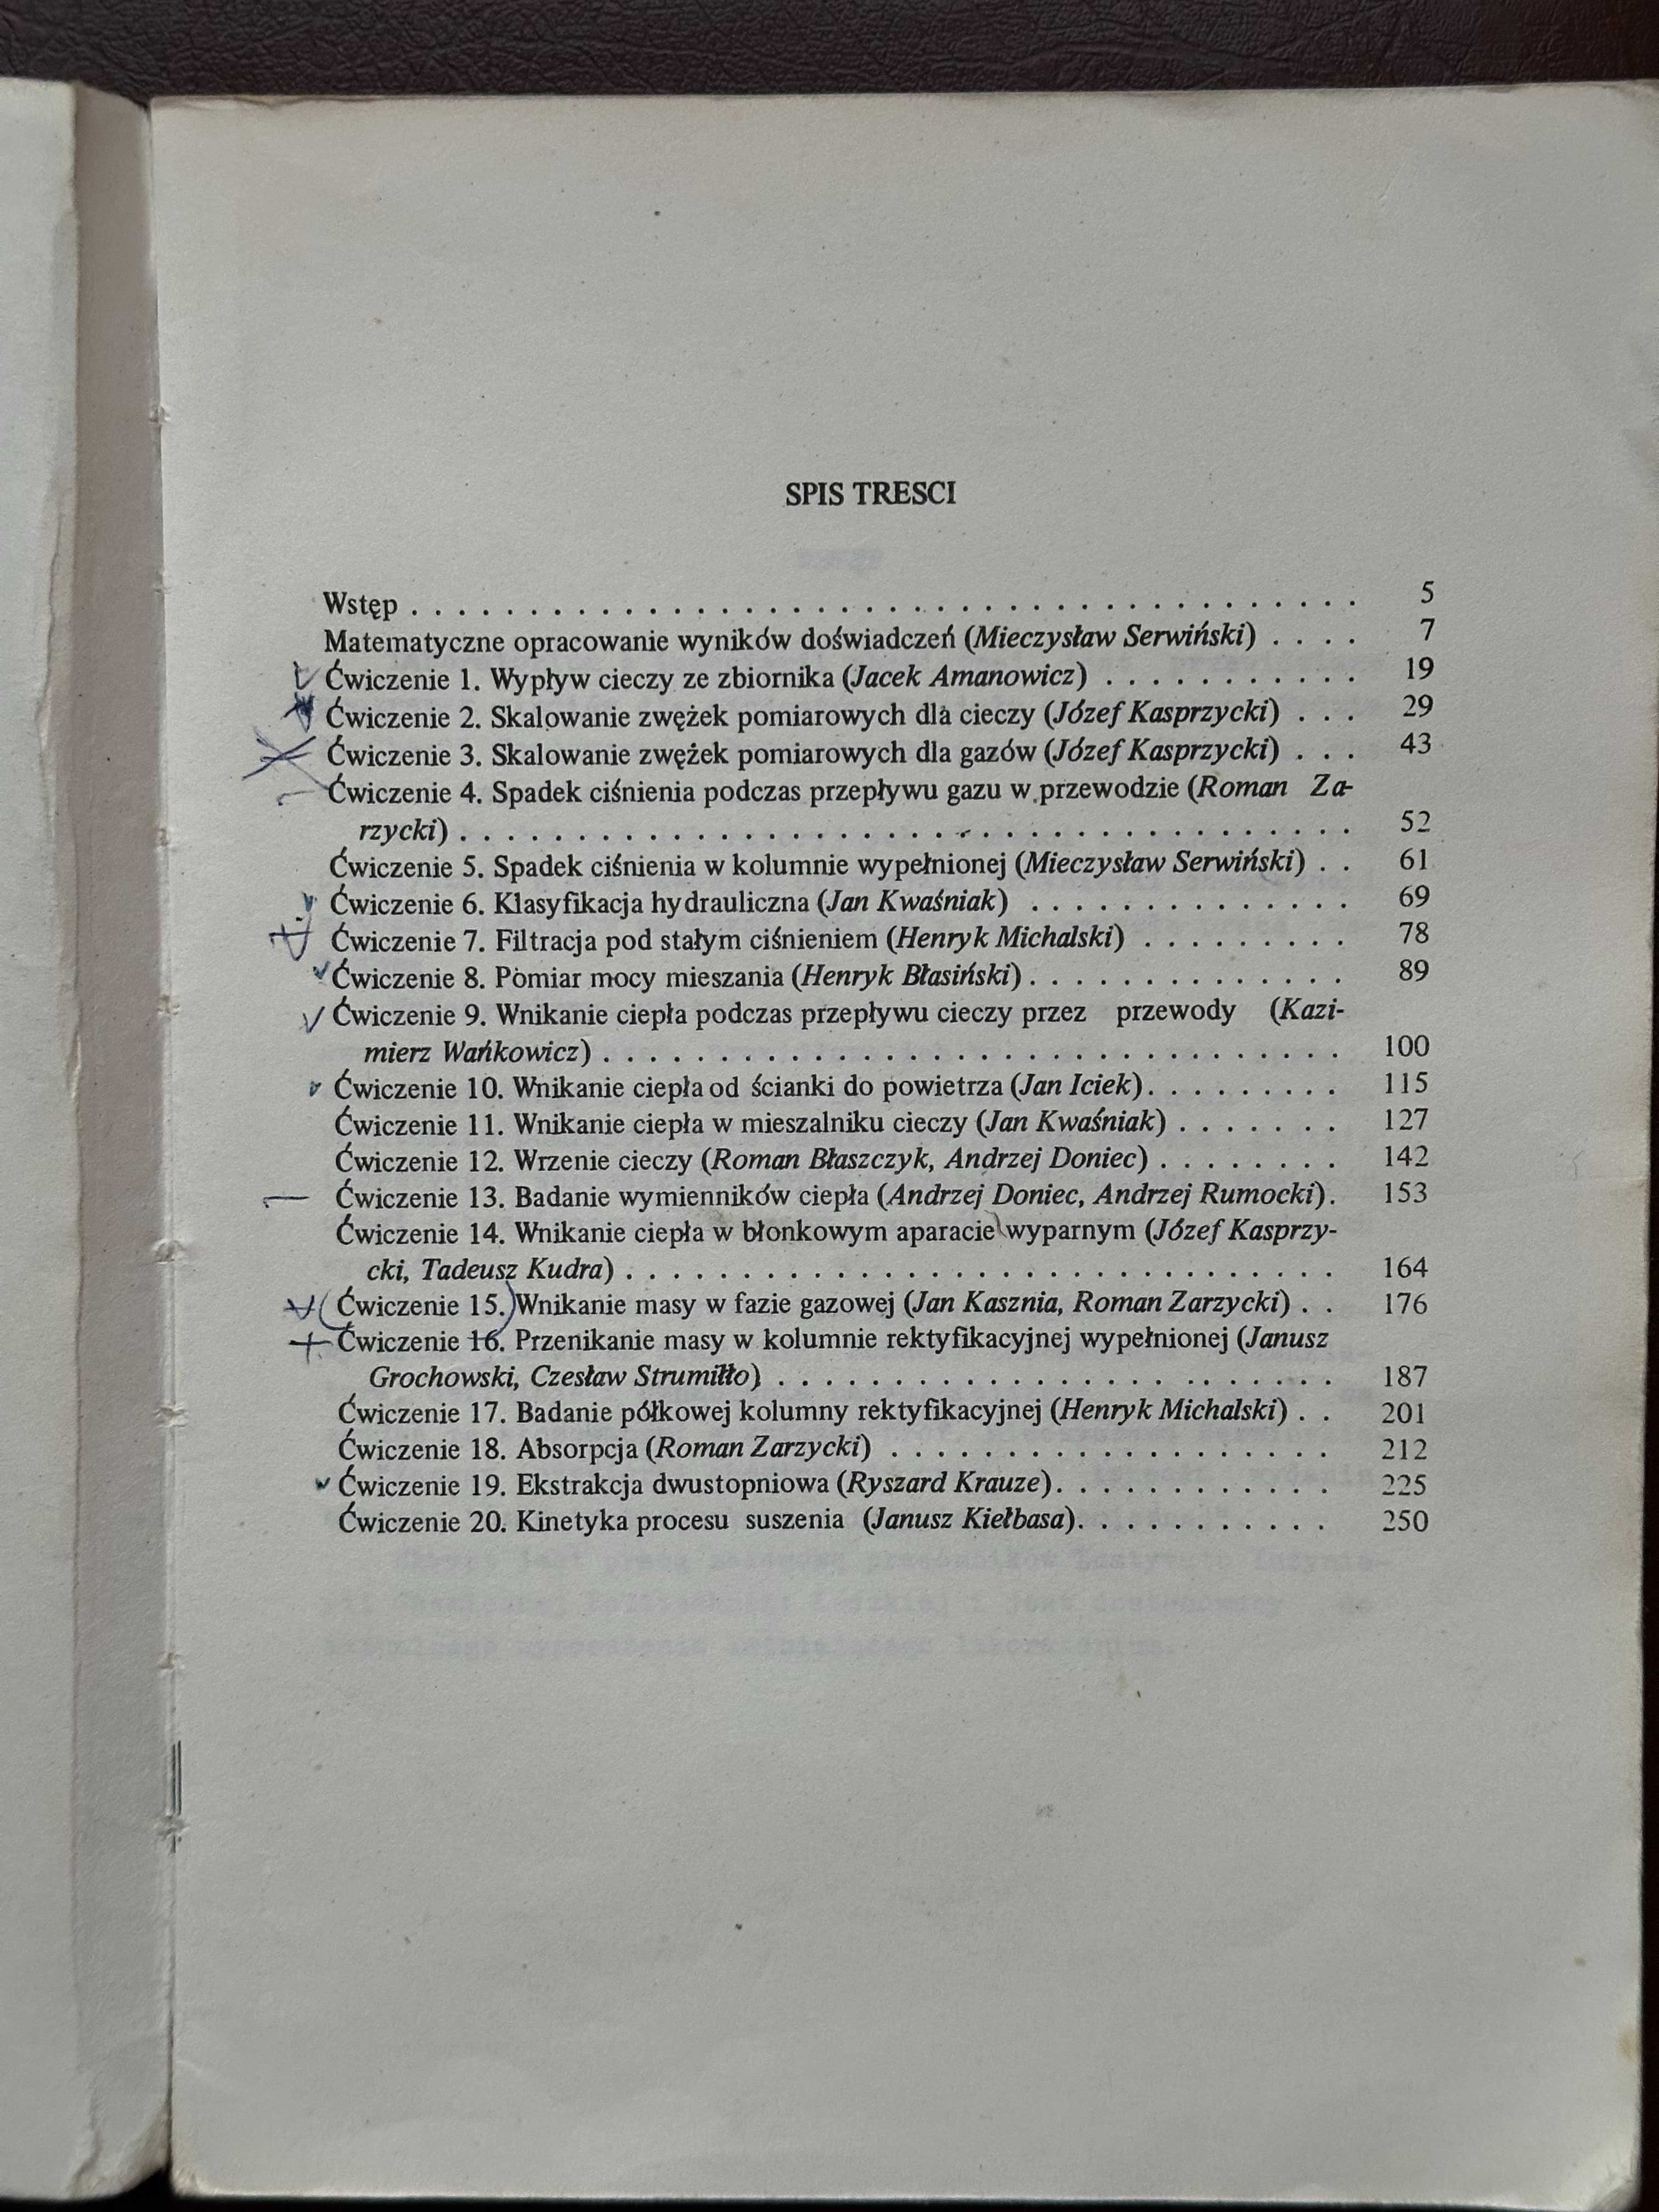 SPIS TRESCI
Wstęp . . . . . . . . . . . . . . . . . . . . . . . . . . . . . . . . . . . . . . . 5
Matematyczne opracowanie wyników doświadczeń (Mieczysław Serwiński) . . . . 7
Ćwiczenie 1. Wypływ cieczy ze zbiornika (Jacek Amanowicz) . . . . . . . . . . . 19
Ćwiczenie 2. Skalowanie zwężek pomiarowych dla cieczy (Józef Kasprzycki) . . . 29
Ćwiczenie 3. Skalowanie zwężek pomiarowych dla gazów (Józef Kasprzycki) . . . 43
Ćwiczenie 4. Spadek ciśnienia podczas przepływu gazu w przewodzie (Roman Za-
rzycki) . . . . . . . . . . . . . . . . . . . . . . . . . . . . . . . . . . . . . 52
Ćwiczenie 5. Spadek ciśnienia w kolumnie wypełnionej (Mieczysław Serwiński) . . 61
Ćwiczenie 6. Klasyfikacja hydrauliczna (Jan Kwaśniak) . . . . . . . . . . . . . . 69
Ćwiczenie 7. Filtracja pod stałym ciśnieniem (Henryk Michalski) . . . . . . . . . 78
Ćwiczenie 8. Pomiar mocy mieszania (Henryk Błasiński) . . . . . . . . . . . . . . 89
Ćwiczenie 9. Wnikanie ciepła podczas przepływu cieczy przez przewody (Kazi-
mierz Wańkowicz) . . . . . . . . . . . . . . . . . . . . . . . . . . . . . . . 100
Ćwiczenie 10. Wnikanie ciepła od ścianki do powietrza (Jan Iciek) . . . . . . . . . 115
Ćwiczenie 11. Wnikanie ciepła w mieszalniku cieczy (Jan Kwaśniak) . . . . . . . 127
Ćwiczenie 12. Wrzenie cieczy (Roman Błaszczyk, Andrzej Doniec) . . . . . . . . 142
Ćwiczenie 13. Badanie wymienników ciepła (Andrzej Doniec, Andrzej Rumocki) . 153
Ćwiczenie 14. Wnikanie ciepła w błonkowym aparacie wyparnym (Józef Kasprzy-
cki, Tadeusz Kudra) . . . . . . . . . . . . . . . . . . . . . . . . . . . . . . 164
Ćwiczenie 15. Wnikanie masy w fazie gazowej (Jan Kasznia, Roman Zarzycki) . . 176
Ćwiczenie 16. Przenikanie masy w kolumnie rektyfikacyjnej wypełnionej (Janusz
Grochowski, Czesław Strumiłło) . . . . . . . . . . . . . . . . . . . . . . . . 187
Ćwiczenie 17. Badanie półkowej kolumny rektyfikacyjnej (Henryk Michalski) . . 201
Ćwiczenie 18. Absorpcja (Roman Zarzycki) . . . . . . . . . . . . . . . . . . . 212
Ćwiczenie 19. Ekstrakcja dwustopniowa (Ryszard Krauze) . . . . . . . . . . . . 225
Ćwiczenie 20. Kinetyka procesu suszenia (Janusz Kiełbasa) . . . . . . . . . . . 250